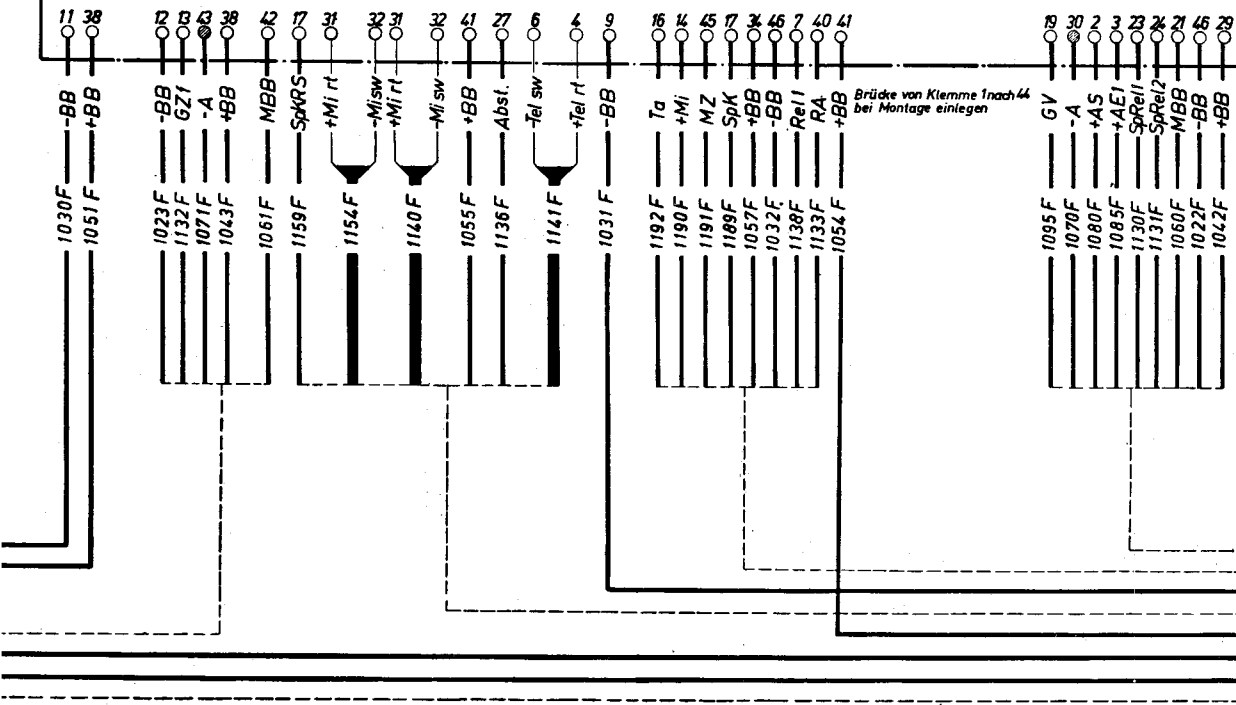 11 38 12 13 43 38 42 17 31 32 31 32 41 27 6 4 9 16 14 45 17 34 46 7 40 41 19 30 2 3 23 24 21 46 29
-BB +BB -BB GZ1 -A +BB MBB SpKRS +Mi rt -Mi sw +Mi rt -Mi sw +BB Abst. -Tel sw +Tel rt -BB Ta +Mi MZ SpK +BB -BB Rel1 RA +BB GV -A +AS +AE1 SpRel1 SpRel2 MBB -BB +BB
Brücke von Klemme 1 nach 44
bei Montage einlegen
1030F 1051F 1023F 1132F 1071F 1043F 1061F 1159F 1154F 1140F 1055F 1136F 1141F 1031F 1192F 1190F 1191F 1189F 1057F 1032F 1138F 1133F 1054F 1095F 1070F 1080F 1085F 1130F 1131F 1060F 1022F 1042F